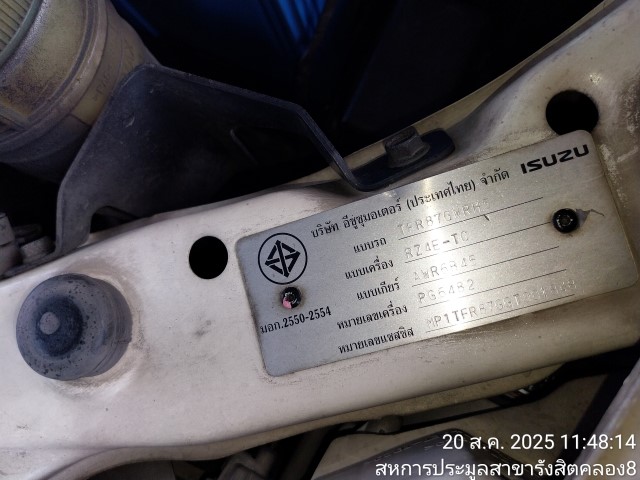 ISUZU
บริษัท อีซูซุมอเตอร์ (ประเทศไทย) จำกัด
แบบรถ
แบบเครื่อง RZ4E-TC
แบบเกียร์
หมายเลขเครื่อง PG6482
หมายเลขแชสซิส
มอก.2550-2554
20 ส.ค. 2025 11:48:14
สหการประมูลสาขารังสิตคลอง8